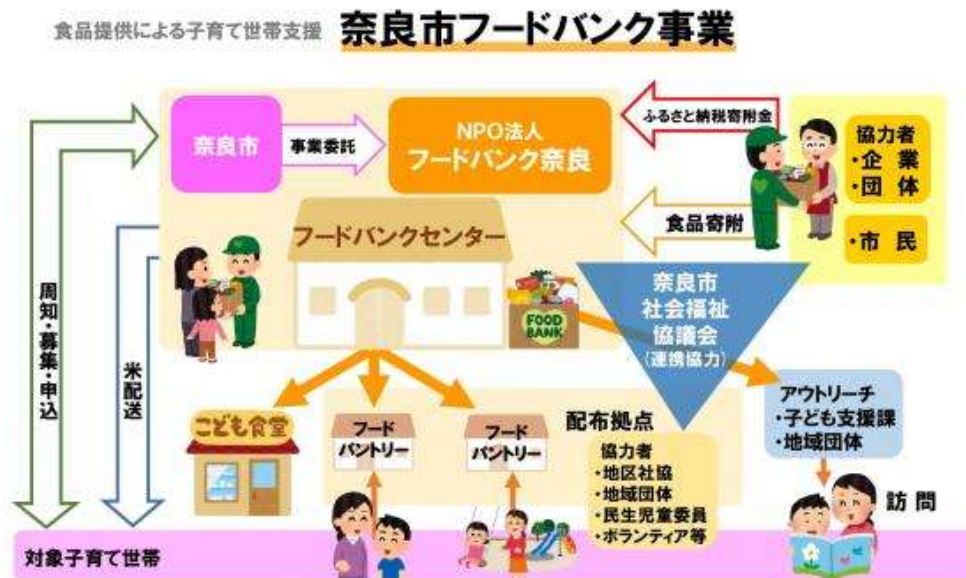 食品提供による子育て世帯支援 奈良市フードバンク事業
奈良市
事業委託
NPO法人
フードバンク奈良
ふるさと納税寄附金
協力者
・企業
・団体
・市民
食品寄附
フードバンクセンター
FOOD
BANK
奈良市
社会福祉
協議会
(連携協力)
周知・募集・申込
米配送
こども食堂
フード
パントリー
フード
パントリー
配布拠点
協力者
・地区社協
・地域団体
・民生児童委員
・ボランティア等
アウトリーチ
・子ども支援課
・地域団体
訪問
対象子育て世帯